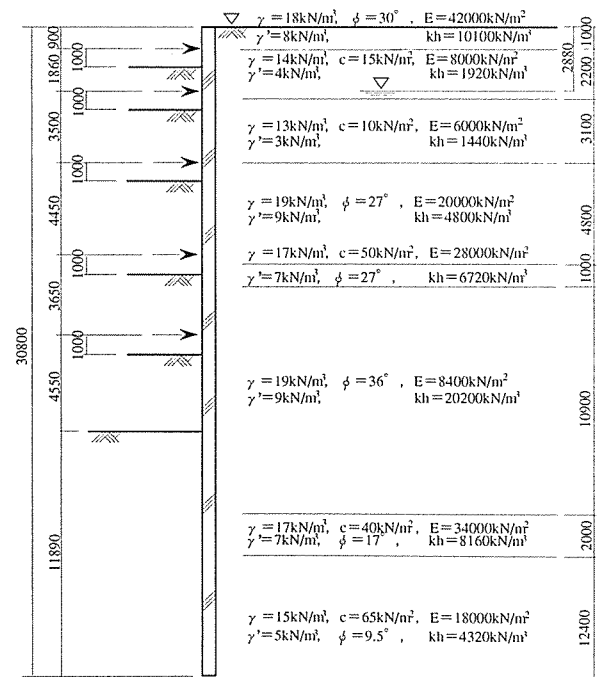 γ=18kN/m³, φ=30°, E=42000kN/m²
γ'=8kN/m³, kh=10100kN/m³
γ=14kN/m³, c=15kN/m², E=8000kN/m²
γ'=4kN/m³, kh=1920kN/m³
γ=13kN/m³, c=10kN/m², E=6000kN/m²
γ'=3kN/m³, kh=1440kN/m³
γ=19kN/m³, φ=27°, E=20000kN/m²
γ'=9kN/m³, kh=4800kN/m³
γ=17kN/m³, c=50kN/m², E=28000kN/m²
γ'=7kN/m³, φ=27°, kh=6720kN/m³
γ=19kN/m³, φ=36°, E=8400kN/m²
γ'=9kN/m³, kh=20200kN/m³
γ=17kN/m³, c=40kN/m², E=34000kN/m²
γ'=7kN/m³, φ=17°, kh=8160kN/m³
γ=15kN/m³, c=65kN/m², E=18000kN/m²
γ'=5kN/m³, φ=9.5°, kh=4320kN/m³
30800
900
1860
3500
4450
3650
4550
11890
1000
1000
1000
1000
1000
2880
1000
2200
3100
4800
1000
10900
2000
12400